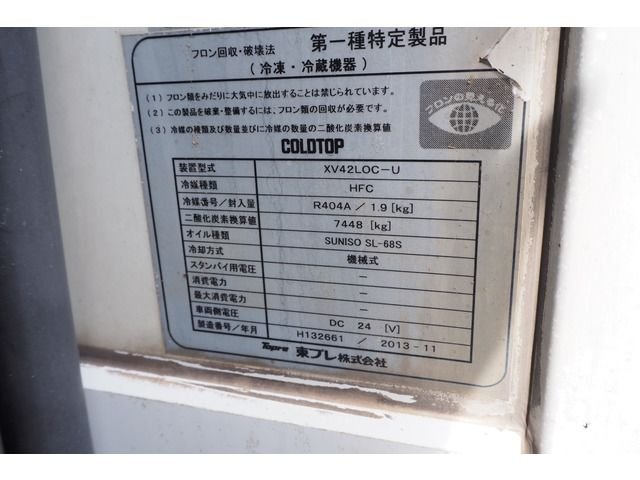 フロン回収・破壊法 第一種特定製品
(冷凍・冷蔵機器)
(1) フロン類をみだりに大気中に放出することは禁じられています。
(2) この製品を廃棄・整備するには、フロン類の回収が必要です。
(3) 冷媒の種類及び数量並びに冷媒の数量の二酸化炭素換算値
フロンの見える化
COLDTOP
装置型式 XV42LOC-U
冷媒種類 HFC
冷媒番号/封入量 R404A / 1.9 [kg]
二酸化炭素換算値 7448 [kg]
オイル種類 SUNISO SL-68S
冷却方式 機械式
スタンバイ用電圧 —
消費電力 —
最大消費電力 —
車両側電圧 DC 24 [V]
製造番号/年月 H132661 / 2013-11
Topre 東プレ株式会社